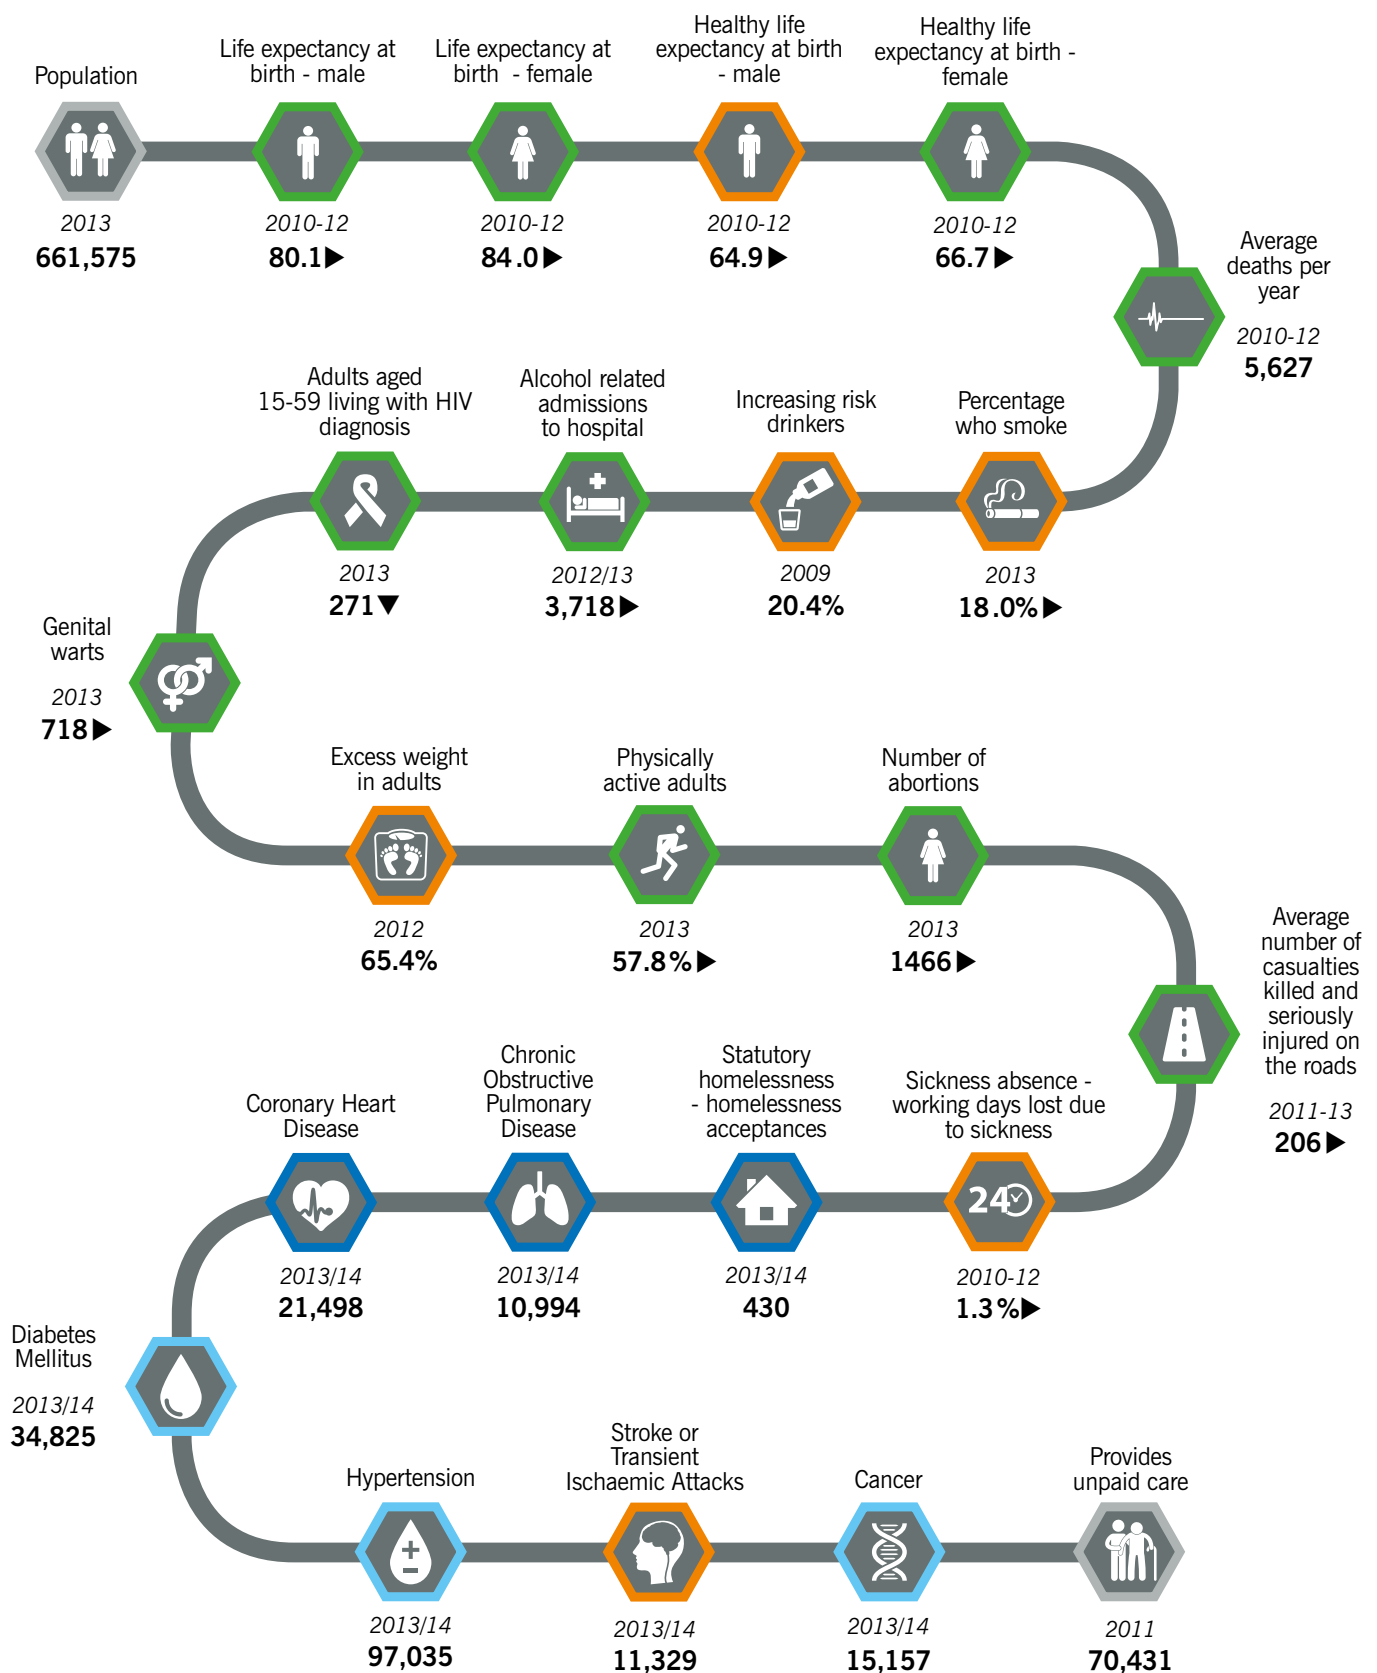 Population
2013
661,575
Life expectancy at
birth - male
2010-12
80.1▶
Life expectancy at
birth - female
2010-12
84.0▶
Healthy life
expectancy at birth
- male
2010-12
64.9▶
Healthy life
expectancy at birth -
female
2010-12
66.7▶
Average
deaths per
year
2010-12
5,627
Percentage
who smoke
2013
18.0%▶
Increasing risk
drinkers
2009
20.4%
Alcohol related
admissions
to hospital
2012/13
3,718▶
Adults aged
15-59 living with HIV
diagnosis
2013
271▼
Genital
warts
2013
718▶
Excess weight
in adults
2012
65.4%
Physically
active adults
2013
57.8%▶
Number of
abortions
2013
1466▶
Average
number of
casualties
killed and
seriously
injured on
the roads
2011-13
206▶
Sickness absence -
working days lost due
to sickness
24
2010-12
1.3%▶
Statutory
homelessness
- homelessness
acceptances
2013/14
430
Chronic
Obstructive
Pulmonary
Disease
2013/14
10,994
Coronary Heart
Disease
2013/14
21,498
Diabetes
Mellitus
2013/14
34,825
Hypertension
2013/14
97,035
Stroke or
Transient
Ischaemic Attacks
2013/14
11,329
Cancer
2013/14
15,157
Provides
unpaid care
2011
70,431